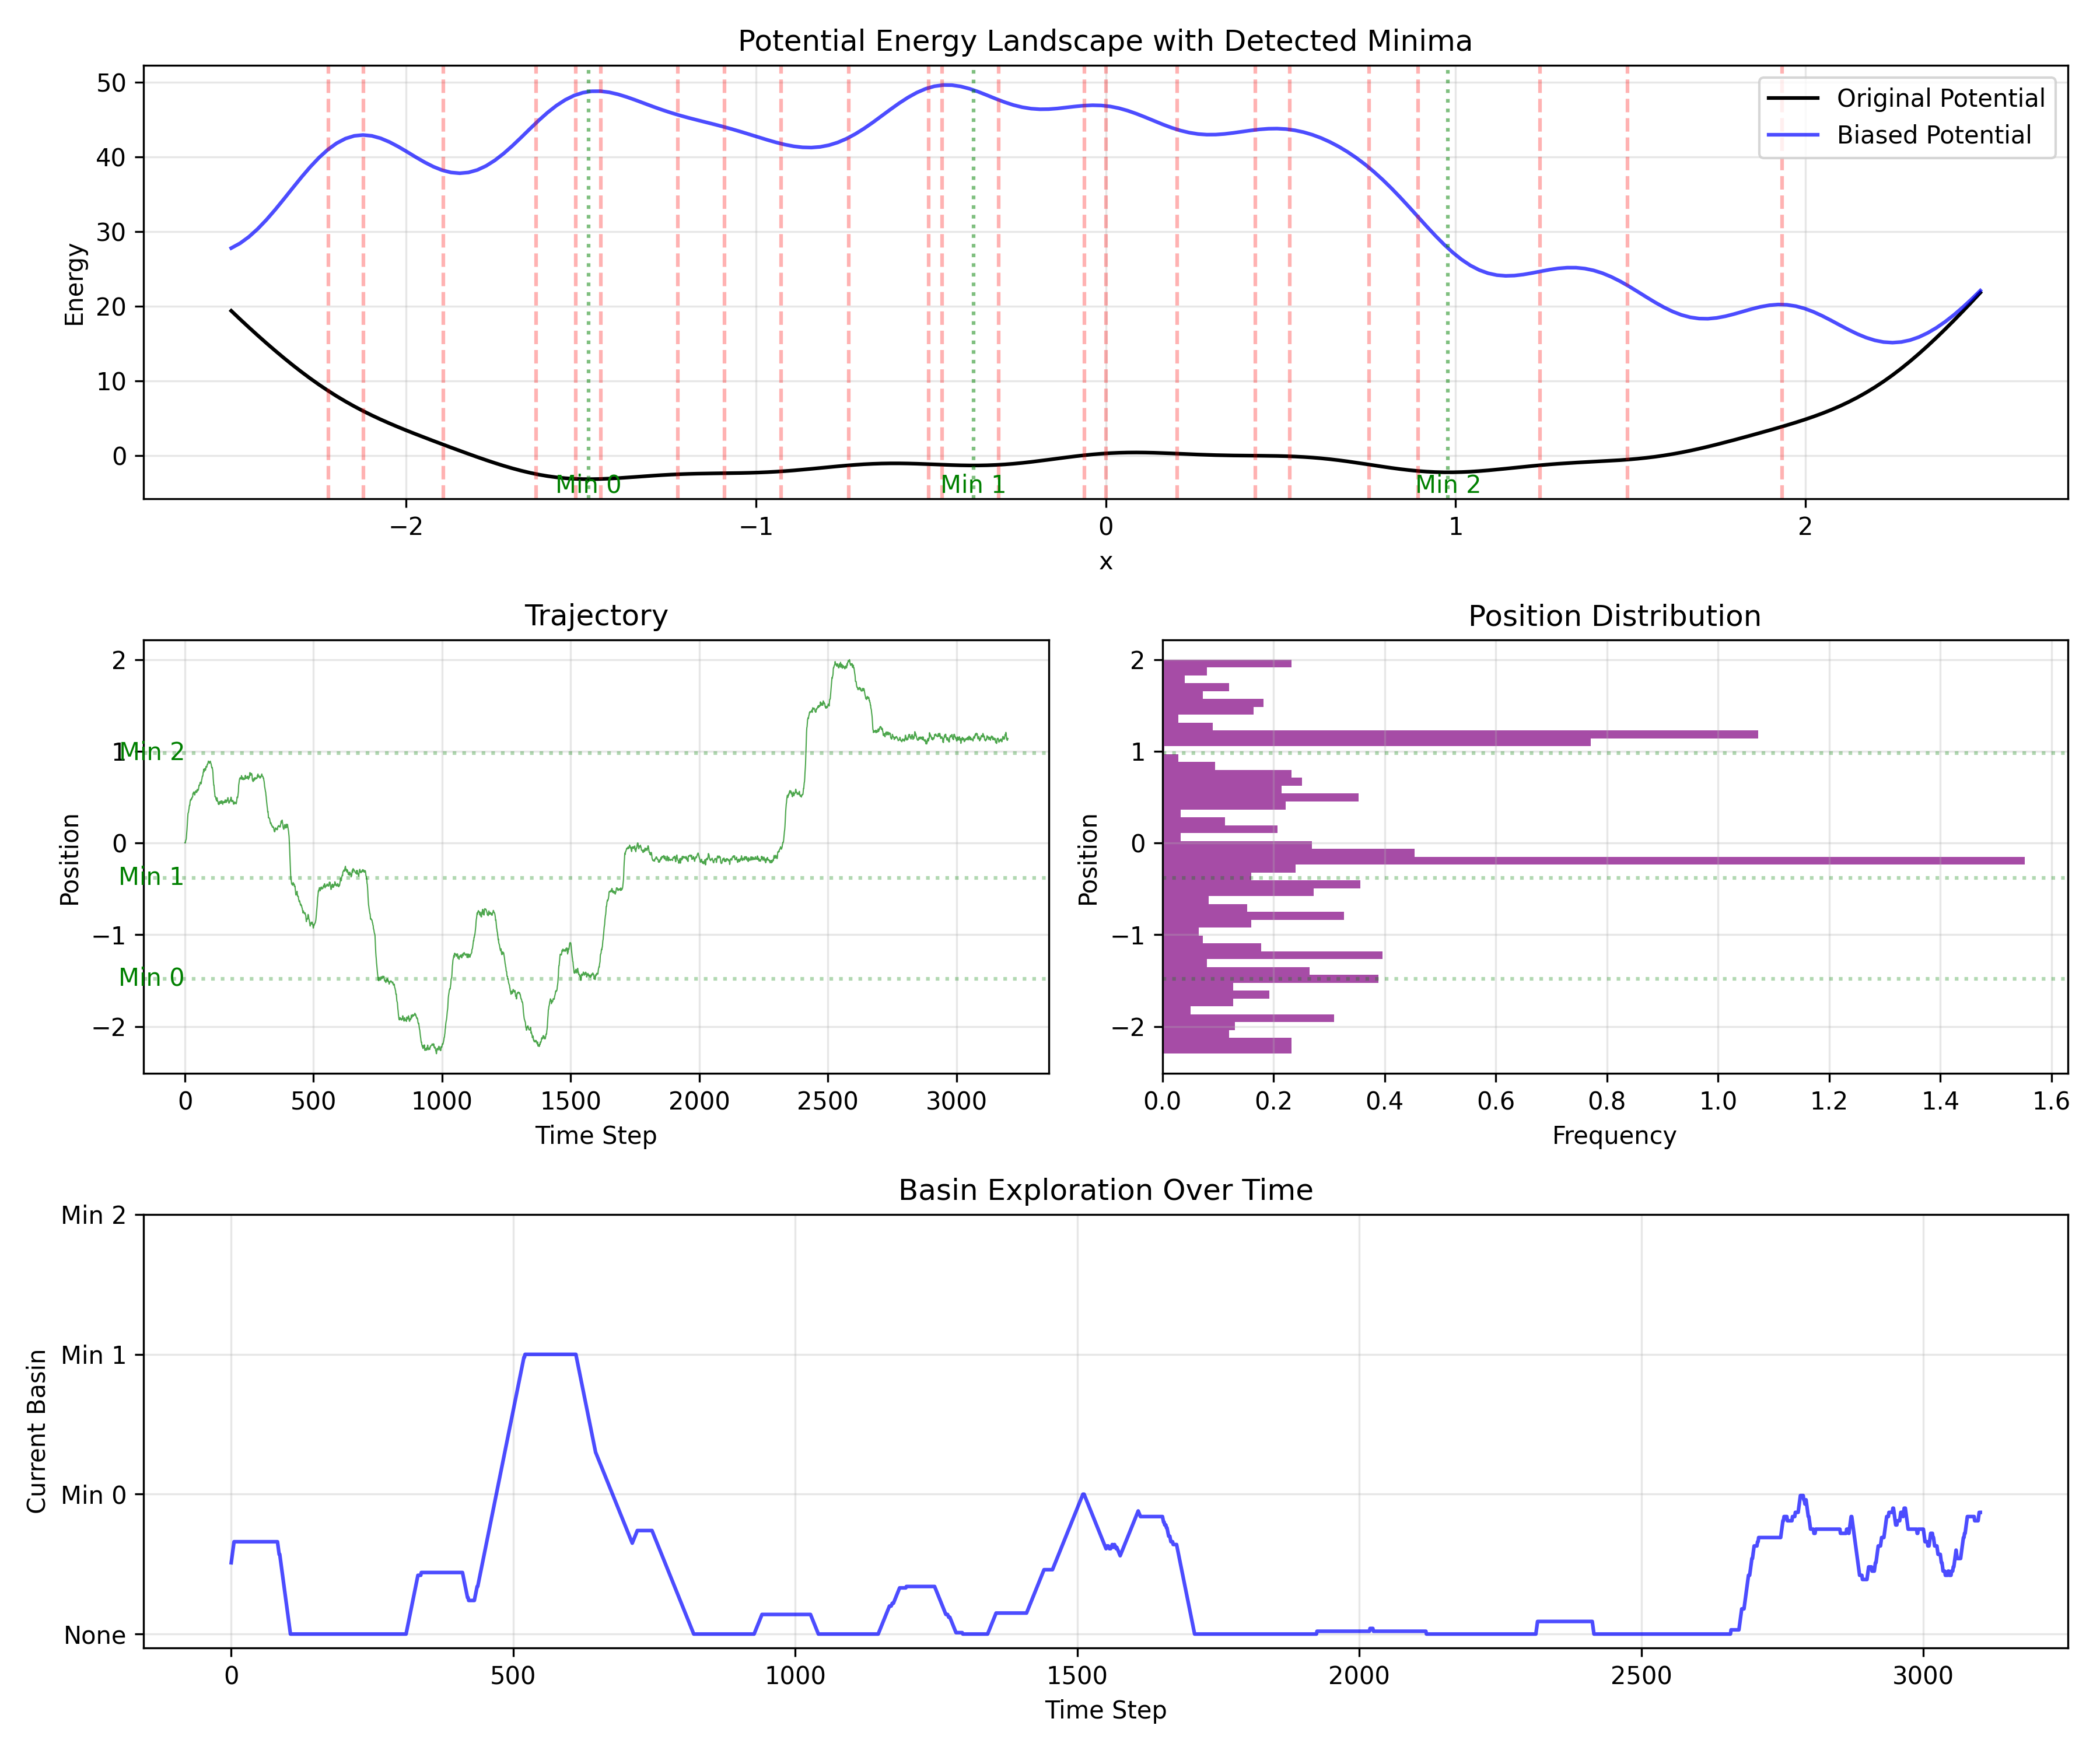 Potential Energy Landscape with Detected Minima
Energy
50
40
30
20
10
0
Original Potential
Biased Potential
Min 0
Min 1
Min 2
−2
−1
0
1
2
x
Trajectory
Position
2
1
0
−1
−2
Min 2
Min 1
Min 0
0
500
1000
1500
2000
2500
3000
Time Step
Position Distribution
Position
2
1
0
−1
−2
0.0
0.2
0.4
0.6
0.8
1.0
1.2
1.4
1.6
Frequency
Basin Exploration Over Time
Current Basin
Min 2
Min 1
Min 0
None
0
500
1000
1500
2000
2500
3000
Time Step